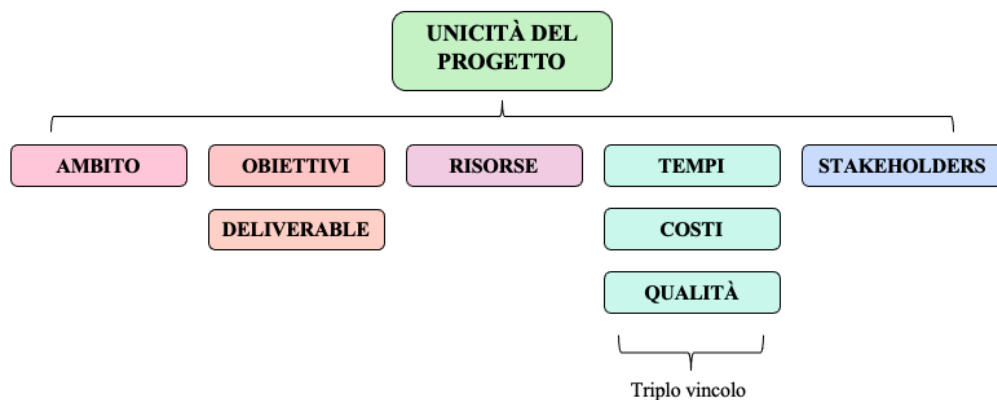 UNICITÀ DEL
PROGETTO
AMBITO
OBIETTIVI
RISORSE
TEMPI
STAKEHOLDERS
DELIVERABLE
COSTI
QUALITÀ
Triplo vincolo